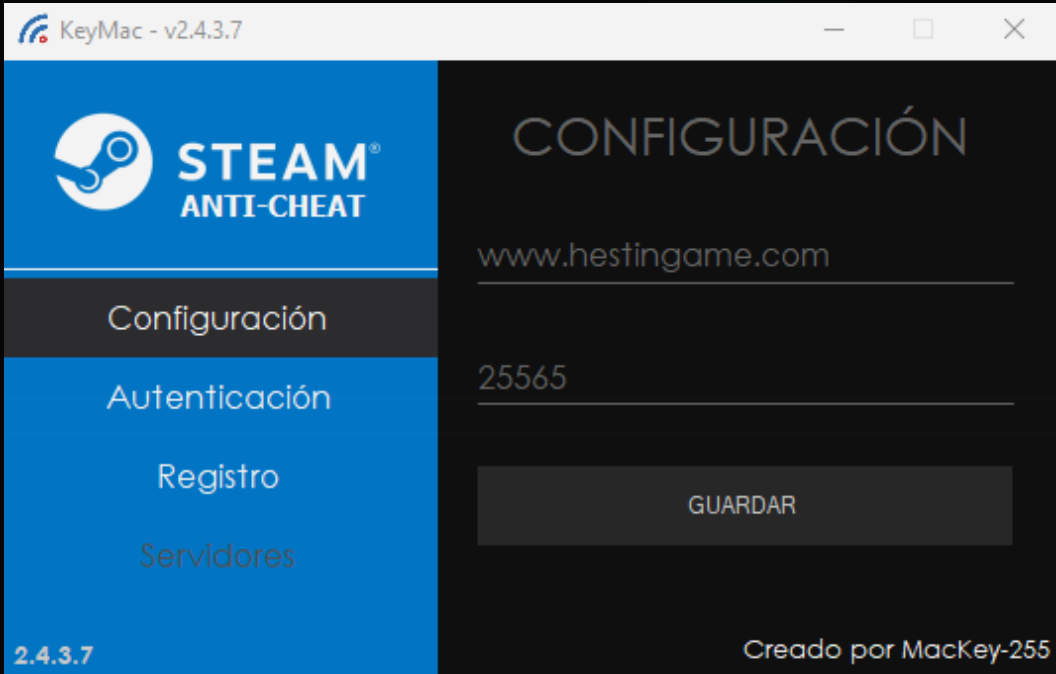 KeyMac - v2.4.3.7
STEAM®
ANTI-CHEAT
Configuración
Autenticación
Registro
Servidores
2.4.3.7
CONFIGURACIÓN
www.hestingame.com
25565
GUARDAR
Creado por MacKey-255